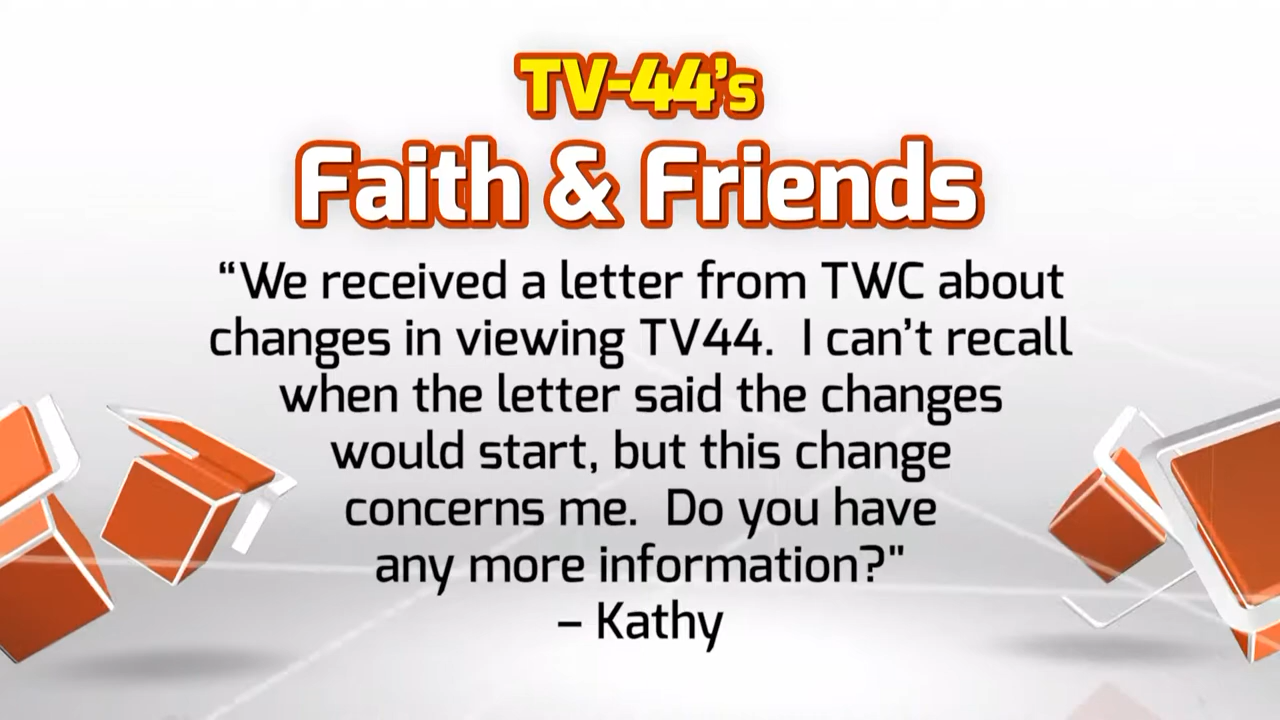 TV-44's
Faith & Friends
“We received a letter from TWC about
changes in viewing TV44.  I can’t recall
when the letter said the changes
would start, but this change
concerns me.  Do you have
any more information?"
– Kathy